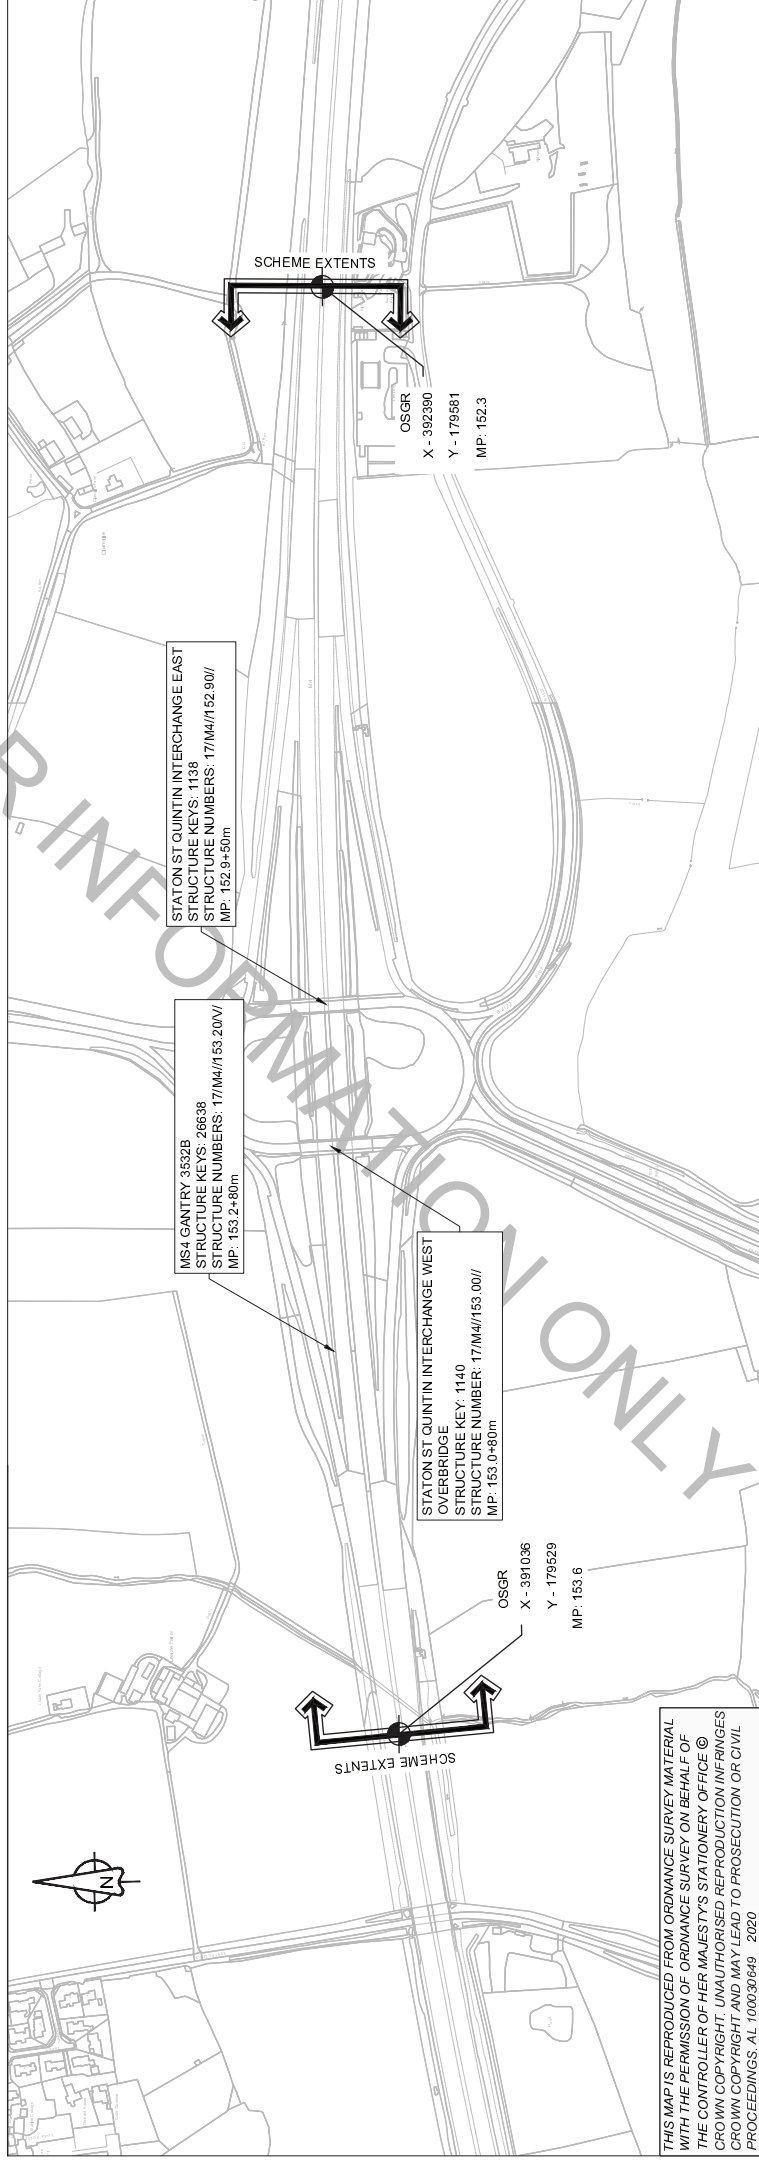 SCHEME EXTENTS
OSGR
X - 392390
Y - 179581
MP: 152.3
STATON ST QUINTIN INTERCHANGE EAST
STRUCTURE KEYS: 1138
STRUCTURE NUMBERS: 17/M4//152.90//
MP: 152.9+50m
MS4 GANTRY 3532B
STRUCTURE KEYS: 26638
STRUCTURE NUMBERS: 17/M4//153.20/V/
MP: 153.2+80m
STATON ST QUINTIN INTERCHANGE WEST
OVERBRIDGE
STRUCTURE KEY: 1140
STRUCTURE NUMBER: 17/M4//153.00//
MP: 153.0+80m
OSGR
X - 391036
Y - 179529
MP: 153.6
SCHEME EXTENTS
N
R INFORMATION ONLY
THIS MAP IS REPRODUCED FROM ORDNANCE SURVEY MATERIAL
WITH THE PERMISSION OF ORDNANCE SURVEY ON BEHALF OF
THE CONTROLLER OF HER MAJESTY'S STATIONERY OFFICE ©
CROWN COPYRIGHT. UNAUTHORISED REPRODUCTION INFRINGES
CROWN COPYRIGHT AND MAY LEAD TO PROSECUTION OR CIVIL
PROCEEDINGS. AL 100030649 2020